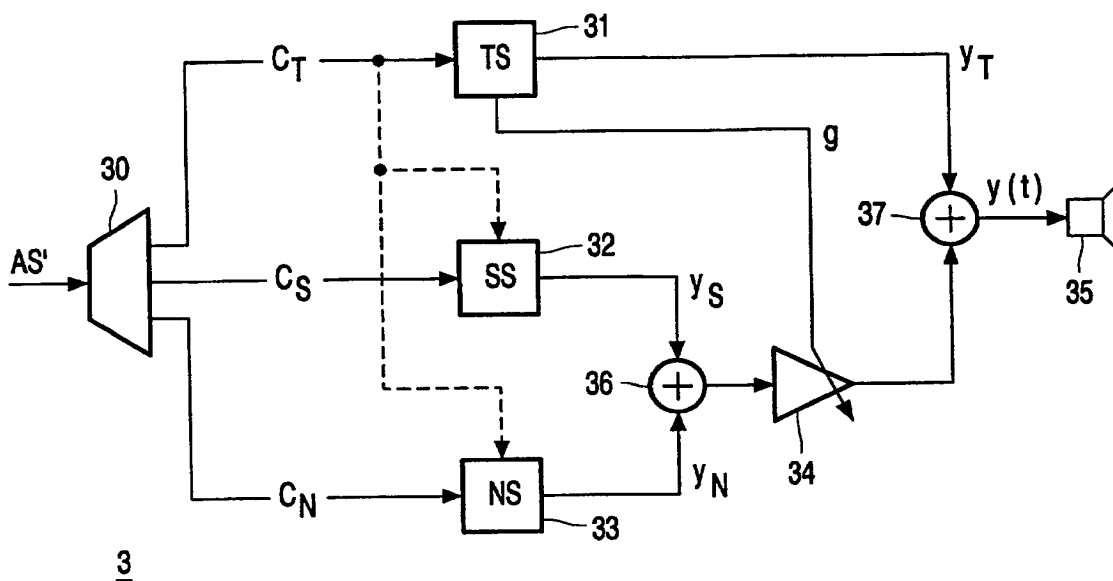 31
C_T
TS
y_T
g
30
AS'
32
C_S
SS
y_S
37
y(t)
35
36
34
C_N
NS
y_N
33
3